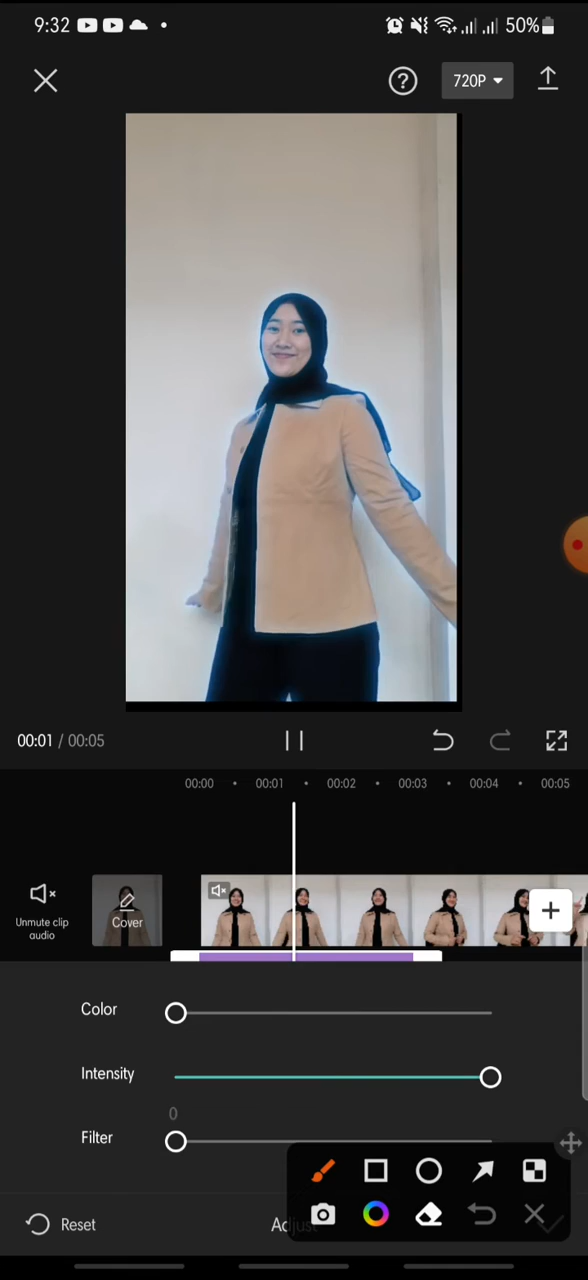 9:32
50%
720P
00:01 / 00:05
00:00 00:01 00:02 00:03 00:04 00:05
Unmute clip
audio
Cover
Color
Intensity
0
Filter
Reset
Adjust